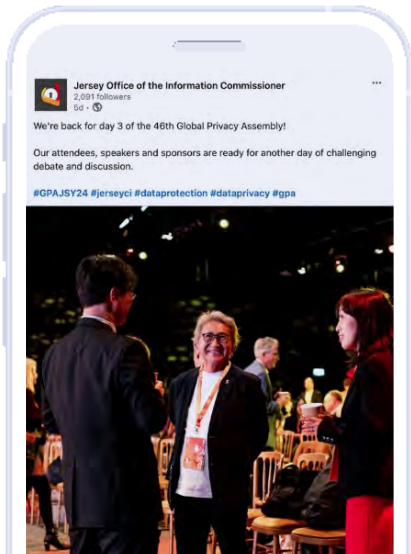 Jersey Office of the Information Commissioner
2,091 followers
5d •
We're back for day 3 of the 46th Global Privacy Assembly!
Our attendees, speakers and sponsors are ready for another day of challenging
debate and discussion.
#GPAJSY24 #jerseyci #dataprotection #dataprivacy #gpa